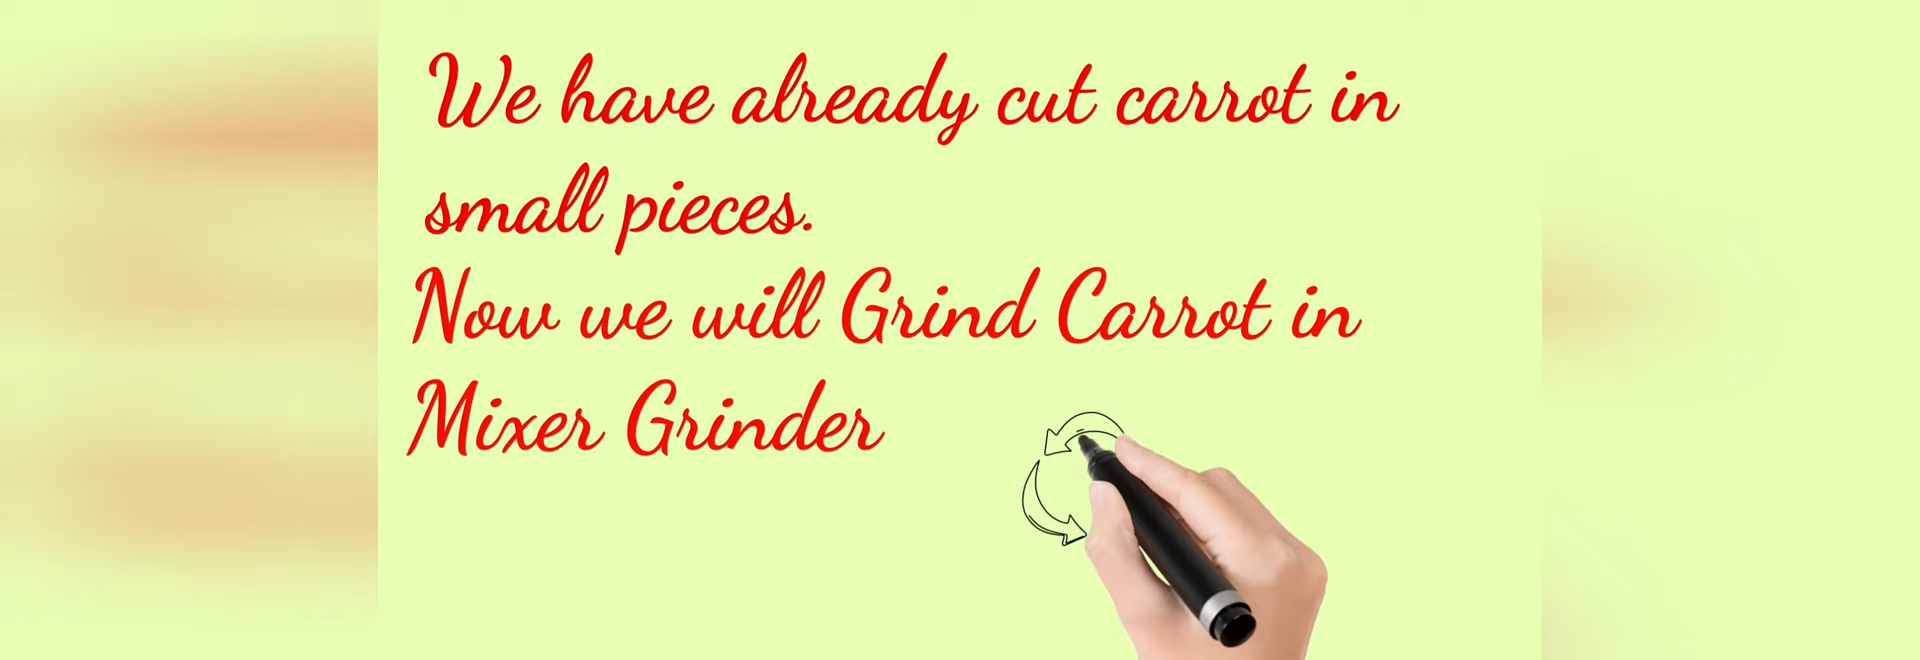 We have already cut carrot in
small pieces.
Now we will Grind Carrot in
Mixer Grinder